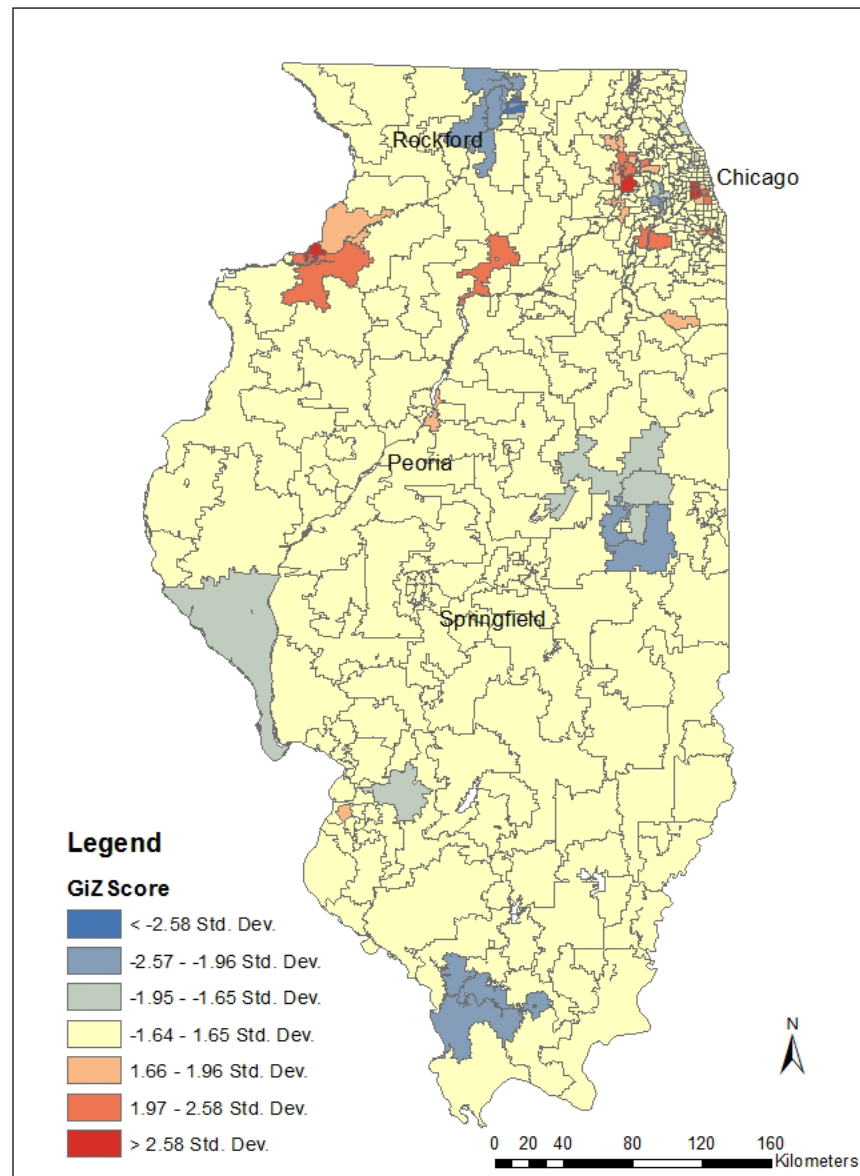 Rockford
Chicago
Peoria
Springfield
Legend
GiZScore
< -2.58 Std. Dev.
-2.57 - -1.96 Std. Dev.
-1.95 - -1.65 Std. Dev.
-1.64 - 1.65 Std. Dev.
1.66 - 1.96 Std. Dev.
1.97 - 2.58 Std. Dev.
> 2.58 Std. Dev.
N
0 20 40 80 120 160
Kilometers